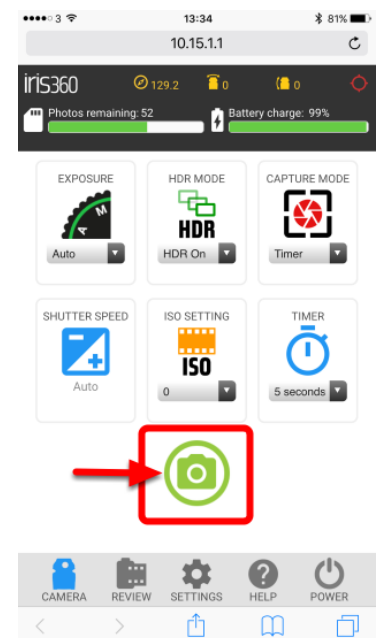 3 13:34 81%
10.15.1.1
iris360 129.2 0 0
Photos remaining: 52 Battery charge: 99%
EXPOSURE HDR MODE CAPTURE MODE
A M HDR
Auto HDR On Timer
SHUTTER SPEED ISO SETTING TIMER
ISO
Auto 0 5 seconds
CAMERA REVIEW SETTINGS HELP POWER